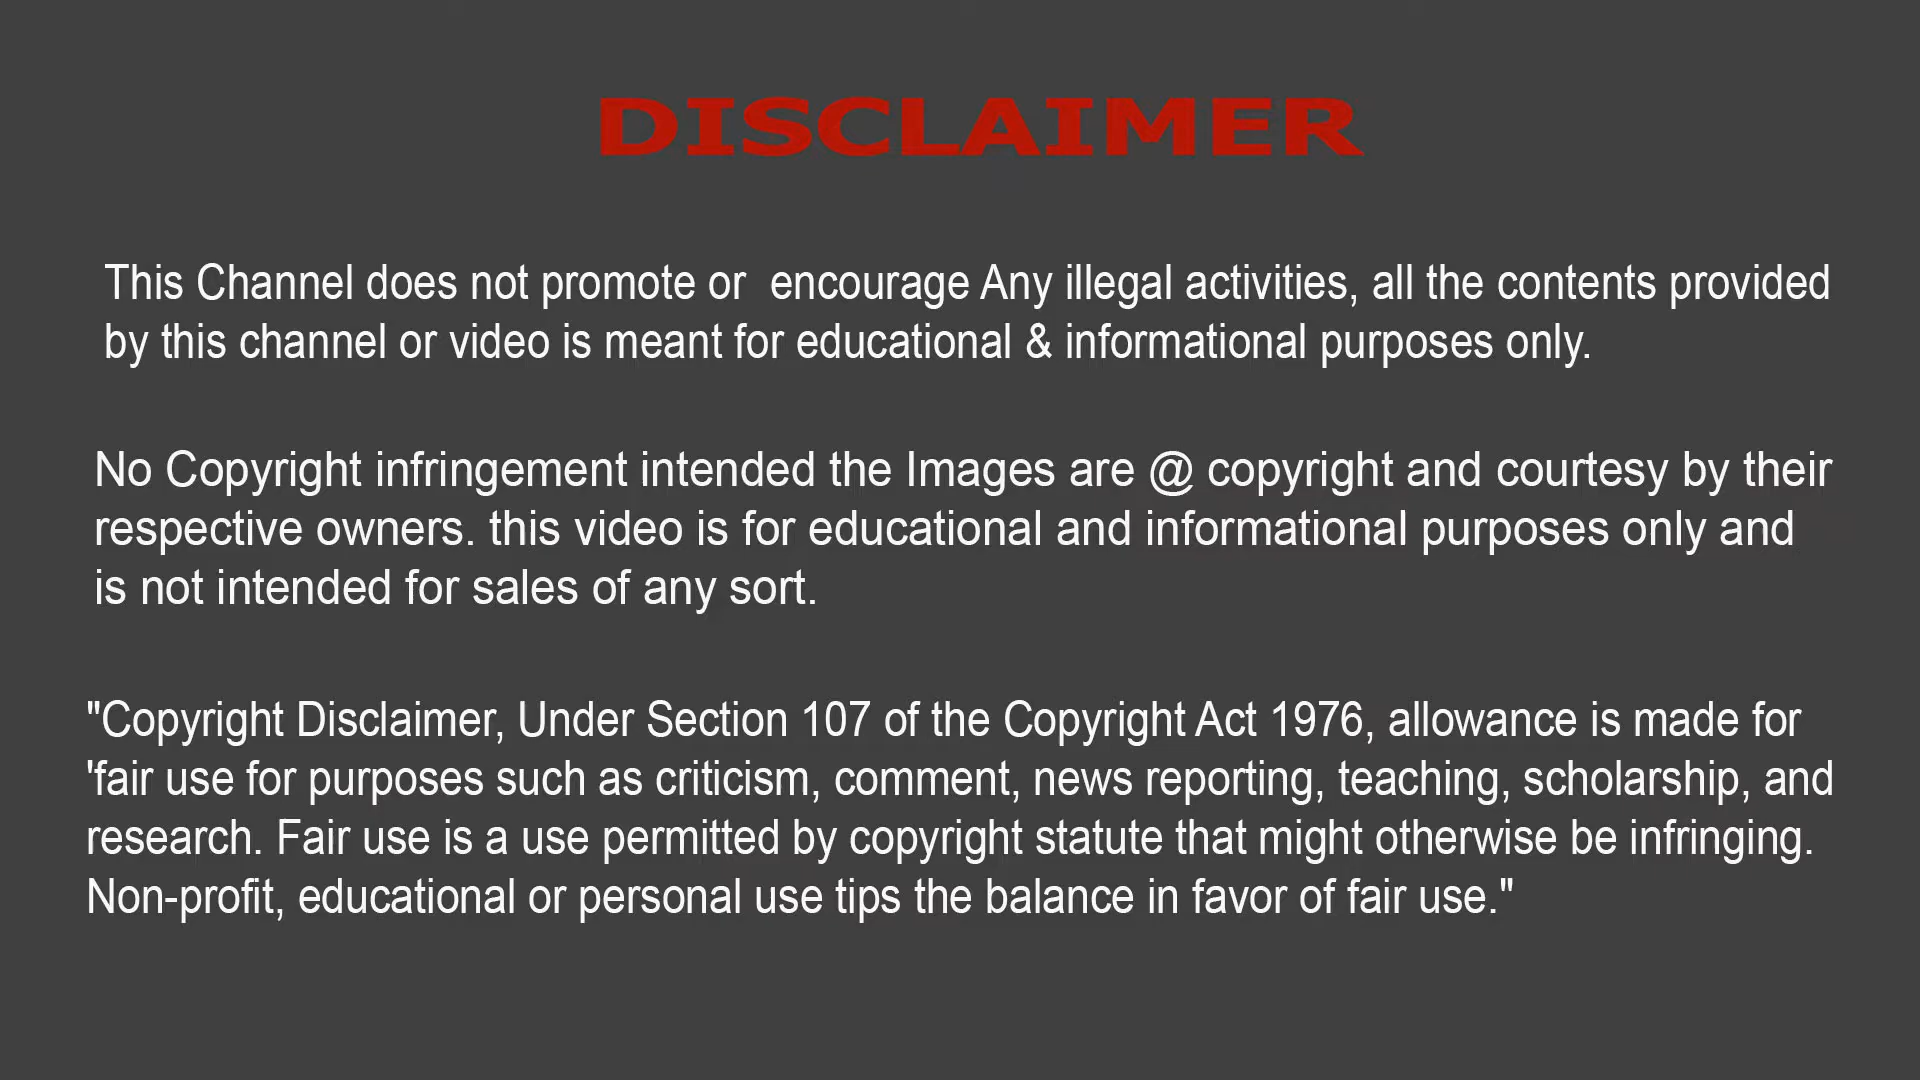 DISCLAIMER
This Channel does not promote or  encourage Any illegal activities, all the contents provided
by this channel or video is meant for educational & informational purposes only.
No Copyright infringement intended the Images are @ copyright and courtesy by their
respective owners. this video is for educational and informational purposes only and
is not intended for sales of any sort.
"Copyright Disclaimer, Under Section 107 of the Copyright Act 1976, allowance is made for
'fair use for purposes such as criticism, comment, news reporting, teaching, scholarship, and
research. Fair use is a use permitted by copyright statute that might otherwise be infringing.
Non-profit, educational or personal use tips the balance in favor of fair use."